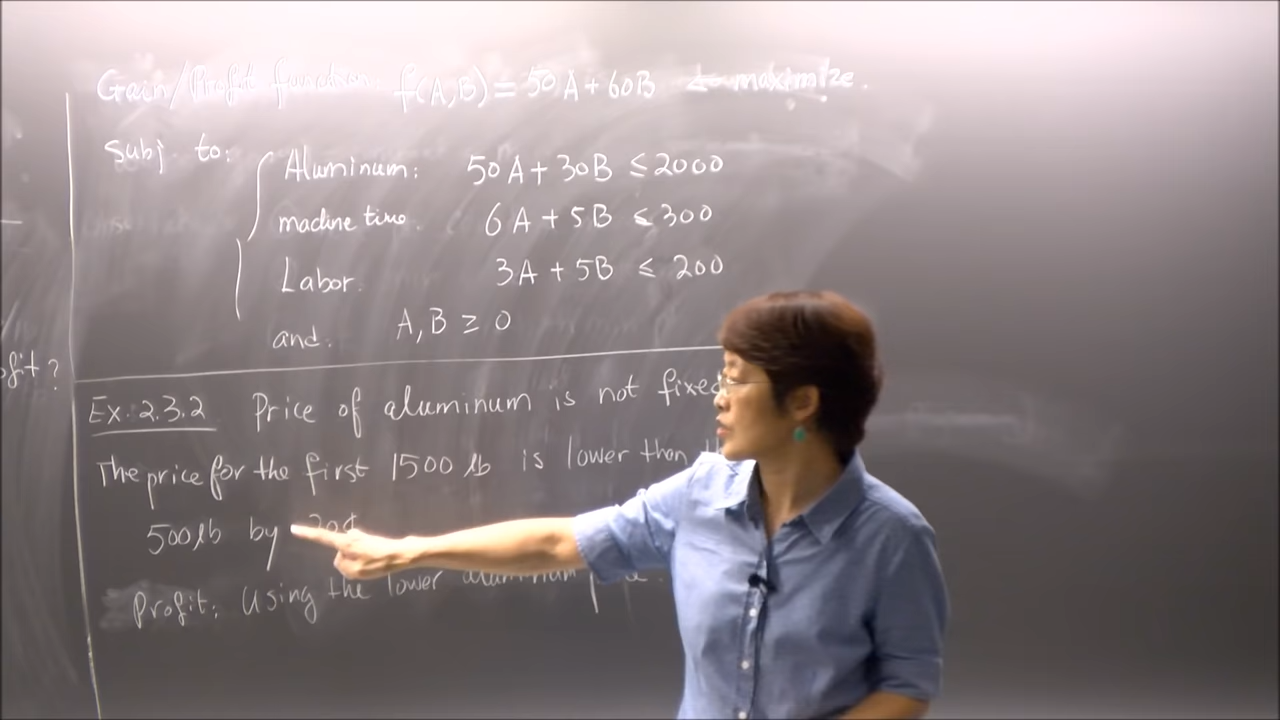 Gain/Profit function f(A,B) = 50A + 60B ← maximize.
Subj. to:
Aluminum: 50A + 30B ≤ 2000
machine time. 6A + 5B ≤ 300
Labor. 3A + 5B ≤ 200
and. A, B ≥ 0
ofit?
Ex: 2.3.2 Price of aluminum is not fixed
The price for the first 1500 lb is lower than
500 lb by 20¢
Profit: Using the lower aluminum